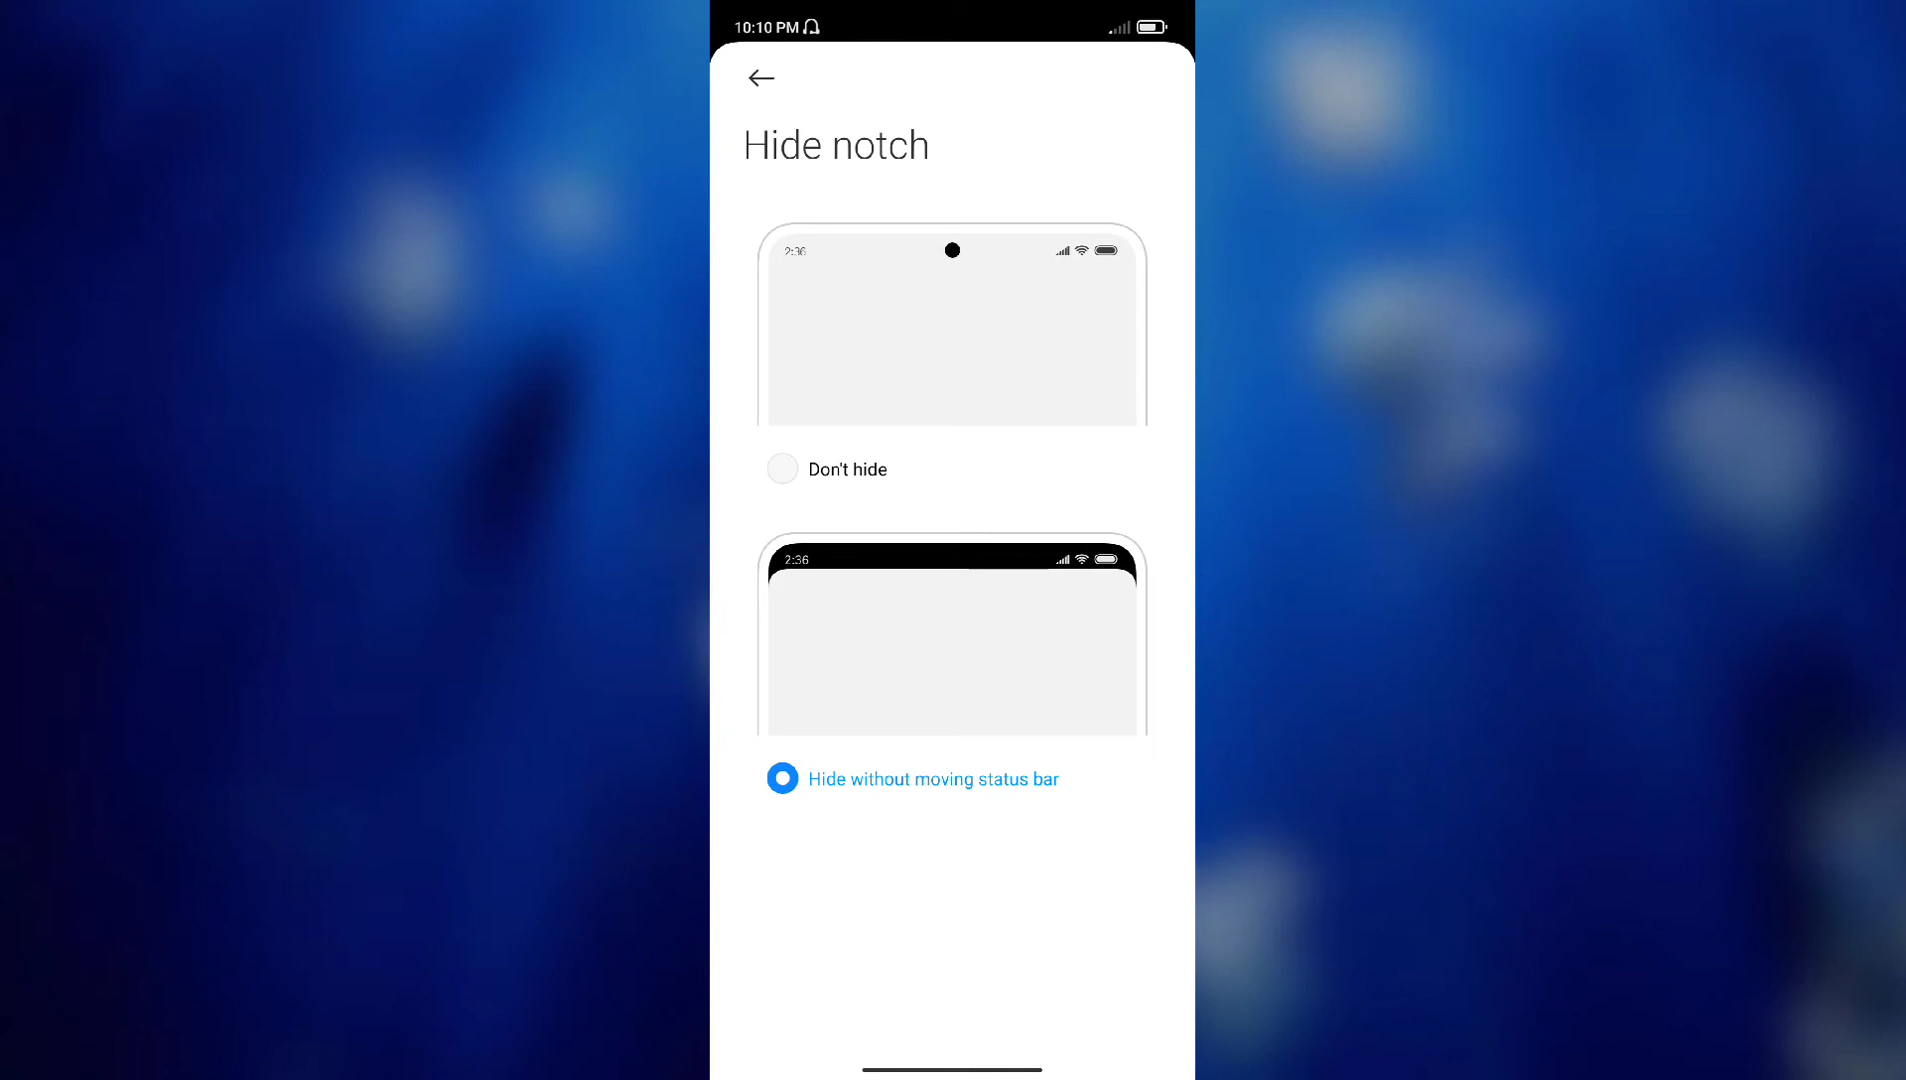 10:10 PM
Hide notch
2:36
Don't hide
2:36
Hide without moving status bar